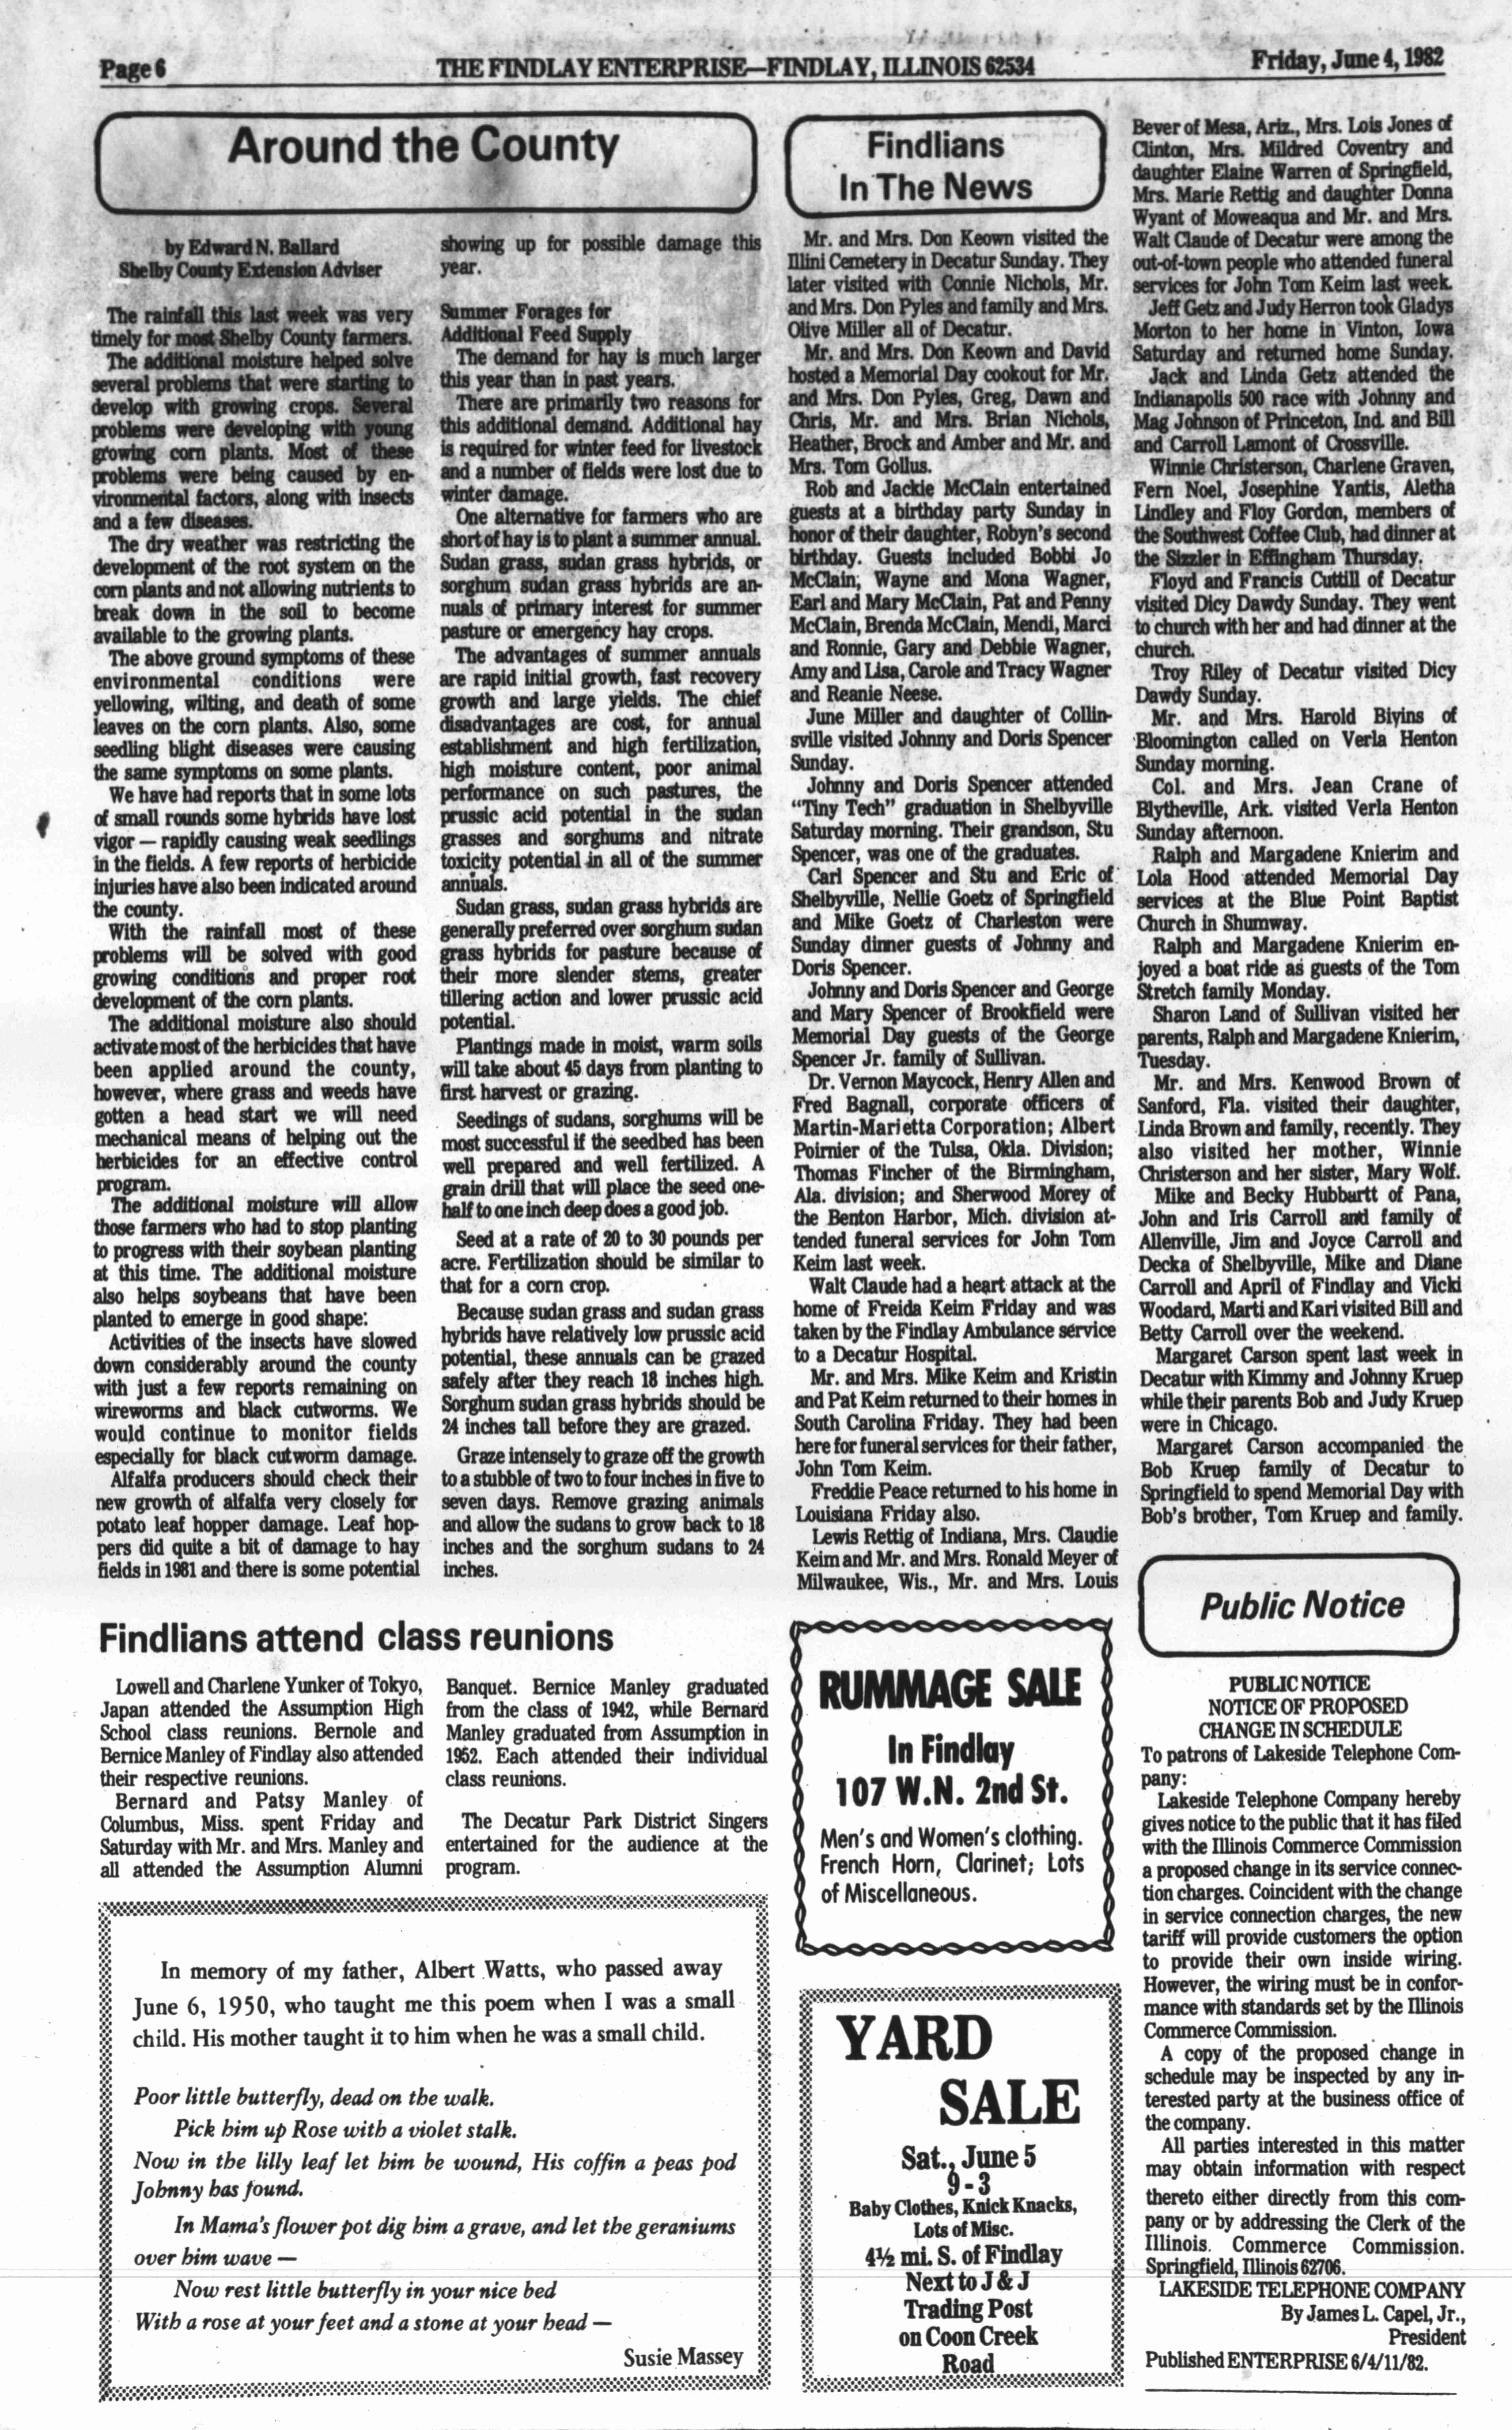 Page 6
THE FINDLAY ENTERPRISE—FINDLAY, ILLINOIS 62534
Friday, June 4, 1982
Around the County
by Edward N. Ballard
Shelby County Extension Adviser
The rainfall this last week was very
timely for most Shelby County farmers.
The additional moisture helped solve
several problems that were starting to
develop with growing crops. Several
problems were developing with young
growing corn plants. Most of these
problems were being caused by en-
vironmental factors, along with insects
and a few diseases.
The dry weather was restricting the
development of the root system on the
corn plants and not allowing nutrients to
break down in the soil to become
available to the growing plants.
The above ground symptoms of these
environmental conditions were
yellowing, wilting, and death of some
leaves on the corn plants. Also, some
seedling blight diseases were causing
the same symptoms on some plants.
We have had reports that in some lots
of small rounds some hybrids have lost
vigor — rapidly causing weak seedlings
in the fields. A few reports of herbicide
injuries have also been indicated around
the county.
With the rainfall most of these
problems will be solved with good
growing conditions and proper root
development of the corn plants.
The additional moisture also should
activate most of the herbicides that have
been applied around the county,
however, where grass and weeds have
gotten a head start we will need
mechanical means of helping out the
herbicides for an effective control
program.
The additional moisture will allow
those farmers who had to stop planting
to progress with their soybean planting
at this time. The additional moisture
also helps soybeans that have been
planted to emerge in good shape:
Activities of the insects have slowed
down considerably around the county
with just a few reports remaining on
wireworms and black cutworms. We
would continue to monitor fields
especially for black cutworm damage.
Alfalfa producers should check their
new growth of alfalfa very closely for
potato leaf hopper damage. Leaf hop-
pers did quite a bit of damage to hay
fields in 1981 and there is some potential
showing up for possible damage this
year.
Summer Forages for
Additional Feed Supply
The demand for hay is much larger
this year than in past years.
There are primarily two reasons for
this additional demand. Additional hay
is required for winter feed for livestock
and a number of fields were lost due to
winter damage.
One alternative for farmers who are
short of hay is to plant a summer annual.
Sudan grass, sudan grass hybrids, or
sorghum sudan grass hybrids are an-
nuals of primary interest for summer
pasture or emergency hay crops.
The advantages of summer annuals
are rapid initial growth, fast recovery
growth and large yields. The chief
disadvantages are cost, for annual
establishment and high fertilization,
high moisture content, poor animal
performance on such pastures, the
prussic acid potential in the sudan
grasses and sorghums and nitrate
toxicity potential in all of the summer
annuals.
Sudan grass, sudan grass hybrids are
generally preferred over sorghum sudan
grass hybrids for pasture because of
their more slender stems, greater
tillering action and lower prussic acid
potential.
Plantings made in moist, warm soils
will take about 45 days from planting to
first harvest or grazing.
Seedings of sudans, sorghums will be
most successful if the seedbed has been
well prepared and well fertilized. A
grain drill that will place the seed one-
half to one inch deep does a good job.
Seed at a rate of 20 to 30 pounds per
acre. Fertilization should be similar to
that for a corn crop.
Because sudan grass and sudan grass
hybrids have relatively low prussic acid
potential, these annuals can be grazed
safely after they reach 18 inches high.
Sorghum sudan grass hybrids should be
24 inches tall before they are grazed.
Graze intensely to graze off the growth
to a stubble of two to four inches in five to
seven days. Remove grazing animals
and allow the sudans to grow back to 18
inches and the sorghum sudans to 24
inches.
Findlians
In The News
Mr. and Mrs. Don Keown visited the
Illini Cemetery in Decatur Sunday. They
later visited with Connie Nichols, Mr.
and Mrs. Don Pyles and family and Mrs.
Olive Miller all of Decatur.
Mr. and Mrs. Don Keown and David
hosted a Memorial Day cookout for Mr.
and Mrs. Don Pyles, Greg, Dawn and
Chris, Mr. and Mrs. Brian Nichols,
Heather, Brock and Amber and Mr. and
Mrs. Tom Gollus.
Rob and Jackie McClain entertained
guests at a birthday party Sunday in
honor of their daughter, Robyn's second
birthday. Guests included Bobbi Jo
McClain, Wayne and Mona Wagner,
Earl and Mary McClain, Pat and Penny
McClain, Brenda McClain, Mendi, Marci
and Ronnie, Gary and Debbie Wagner,
Amy and Lisa, Carole and Tracy Wagner
and Reanie Neese.
June Miller and daughter of Collin-
sville visited Johnny and Doris Spencer
Sunday.
Johnny and Doris Spencer attended
"Tiny Tech" graduation in Shelbyville
Saturday morning. Their grandson, Stu
Spencer, was one of the graduates.
Carl Spencer and Stu and Eric of
Shelbyville, Nellie Goetz of Springfield
and Mike Goetz of Charleston were
Sunday dinner guests of Johnny and
Doris Spencer.
Johnny and Doris Spencer and George
and Mary Spencer of Brookfield were
Memorial Day guests of the George
Spencer Jr. family of Sullivan.
Dr. Vernon Maycock, Henry Allen and
Fred Bagnall, corporate officers of
Martin-Marietta Corporation; Albert
Poirnier of the Tulsa, Okla. Division;
Thomas Fincher of the Birmingham,
Ala. division; and Sherwood Morey of
the Benton Harbor, Mich. division at-
tended funeral services for John Tom
Keim last week.
Walt Claude had a heart attack at the
home of Freida Keim Friday and was
taken by the Findlay Ambulance service
to a Decatur Hospital.
Mr. and Mrs. Mike Keim and Kristin
and Pat Keim returned to their homes in
South Carolina Friday. They had been
here for funeral services for their father,
John Tom Keim.
Freddie Peace returned to his home in
Louisiana Friday also.
Lewis Rettig of Indiana, Mrs. Claudie
Keim and Mr. and Mrs. Ronald Meyer of
Milwaukee, Wis., Mr. and Mrs. Louis
Bever of Mesa, Ariz., Mrs. Lois Jones of
Clinton, Mrs. Mildred Coventry and
daughter Elaine Warren of Springfield,
Mrs. Marie Rettig and daughter Donna
Wyant of Moweaqua and Mr. and Mrs.
Walt Claude of Decatur were among the
out-of-town people who attended funeral
services for John Tom Keim last week.
Jeff Getz and Judy Herron took Gladys
Morton to her home in Vinton, Iowa
Saturday and returned home Sunday.
Jack and Linda Getz attended the
Indianapolis 500 race with Johnny and
Mag Johnson of Princeton, Ind. and Bill
and Carroll Lamont of Crossville.
Winnie Christerson, Charlene Graven,
Fern Noel, Josephine Yantis, Aletha
Lindley and Floy Gordon, members of
the Southwest Coffee Club, had dinner at
the Sizzler in Effingham Thursday.
Floyd and Francis Cuttill of Decatur
visited Dicy Dawdy Sunday. They went
to church with her and had dinner at the
church.
Troy Riley of Decatur visited Dicy
Dawdy Sunday.
Mr. and Mrs. Harold Bivins of
Bloomington called on Verla Henton
Sunday morning.
Col. and Mrs. Jean Crane of
Blytheville, Ark. visited Verla Henton
Sunday afternoon.
Ralph and Margadene Knierim and
Lola Hood attended Memorial Day
services at the Blue Point Baptist
Church in Shumway.
Ralph and Margadene Knierim en-
joyed a boat ride as guests of the Tom
Stretch family Monday.
Sharon Land of Sullivan visited her
parents, Ralph and Margadene Knierim,
Tuesday.
Mr. and Mrs. Kenwood Brown of
Sanford, Fla. visited their daughter,
Linda Brown and family, recently. They
also visited her mother, Winnie
Christerson and her sister, Mary Wolf.
Mike and Becky Hubbartt of Pana,
John and Iris Carroll and family of
Allenville, Jim and Joyce Carroll and
Decka of Shelbyville, Mike and Diane
Carroll and April of Findlay and Vicki
Woodard, Marti and Kari visited Bill and
Betty Carroll over the weekend.
Margaret Carson spent last week in
Decatur with Kimmy and Johnny Kruep
while their parents Bob and Judy Kruep
were in Chicago.
Margaret Carson accompanied the
Bob Kruep family of Decatur to
Springfield to spend Memorial Day with
Bob's brother, Tom Kruep and family.
Findlians attend class reunions
Lowell and Charlene Yunker of Tokyo,
Japan attended the Assumption High
School class reunions. Bernole and
Bernice Manley of Findlay also attended
their respective reunions.
Bernard and Patsy Manley of
Columbus, Miss. spent Friday and
Saturday with Mr. and Mrs. Manley and
all attended the Assumption Alumni
Banquet. Bernice Manley graduated
from the class of 1942, while Bernard
Manley graduated from Assumption in
1952. Each attended their individual
class reunions.
The Decatur Park District Singers
entertained for the audience at the
program.
In memory of my father, Albert Watts, who passed away
June 6, 1950, who taught me this poem when I was a small
child. His mother taught it to him when he was a small child.
Poor little butterfly, dead on the walk.
Pick him up Rose with a violet stalk.
Now in the lilly leaf let him be wound, His coffin a peas pod
Johnny has found.
In Mama's flower pot dig him a grave, and let the geraniums
over him wave —
Now rest little butterfly in your nice bed
With a rose at your feet and a stone at your head —
Susie Massey
RUMMAGE SALE
In Findlay
107 W.N. 2nd St.
Men's and Women's clothing.
French Horn, Clarinet; Lots
of Miscellaneous.
YARD
SALE
Sat., June 5
9 - 3
Baby Clothes, Knick Knacks,
Lots of Misc.
4½ mi. S. of Findlay
Next to J & J
Trading Post
on Coon Creek
Road
Public Notice
PUBLIC NOTICE
NOTICE OF PROPOSED
CHANGE IN SCHEDULE
To patrons of Lakeside Telephone Com-
pany:
Lakeside Telephone Company hereby
gives notice to the public that it has filed
with the Illinois Commerce Commission
a proposed change in its service connec-
tion charges. Coincident with the change
in service connection charges, the new
tariff will provide customers the option
to provide their own inside wiring.
However, the wiring must be in confor-
mance with standards set by the Illinois
Commerce Commission.
A copy of the proposed change in
schedule may be inspected by any in-
terested party at the business office of
the company.
All parties interested in this matter
may obtain information with respect
thereto either directly from this com-
pany or by addressing the Clerk of the
Illinois. Commerce Commission.
Springfield, Illinois 62706.
LAKESIDE TELEPHONE COMPANY
By James L. Capel, Jr.,
President
Published ENTERPRISE 6/4/11/82.